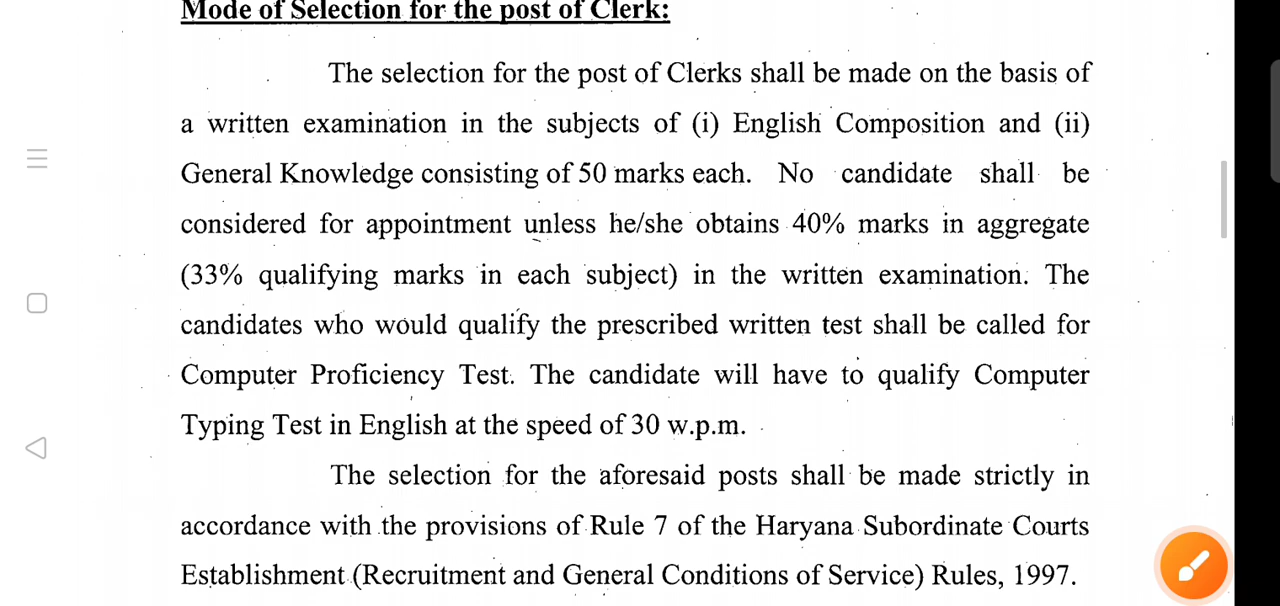 Mode of Selection for the post of Clerk:
The selection for the post of Clerks shall be made on the basis of
a written examination in the subjects of (i) English Composition and (ii)
General Knowledge consisting of 50 marks each. No candidate shall be
considered for appointment unless he/she obtains 40% marks in aggregate
(33% qualifying marks in each subject) in the written examination. The
candidates who would qualify the prescribed written test shall be called for
Computer Proficiency Test. The candidate will have to qualify Computer
Typing Test in English at the speed of 30 w.p.m.
The selection for the aforesaid posts shall be made strictly in
accordance with the provisions of Rule 7 of the Haryana Subordinate Courts
Establishment (Recruitment and General Conditions of Service) Rules, 1997.